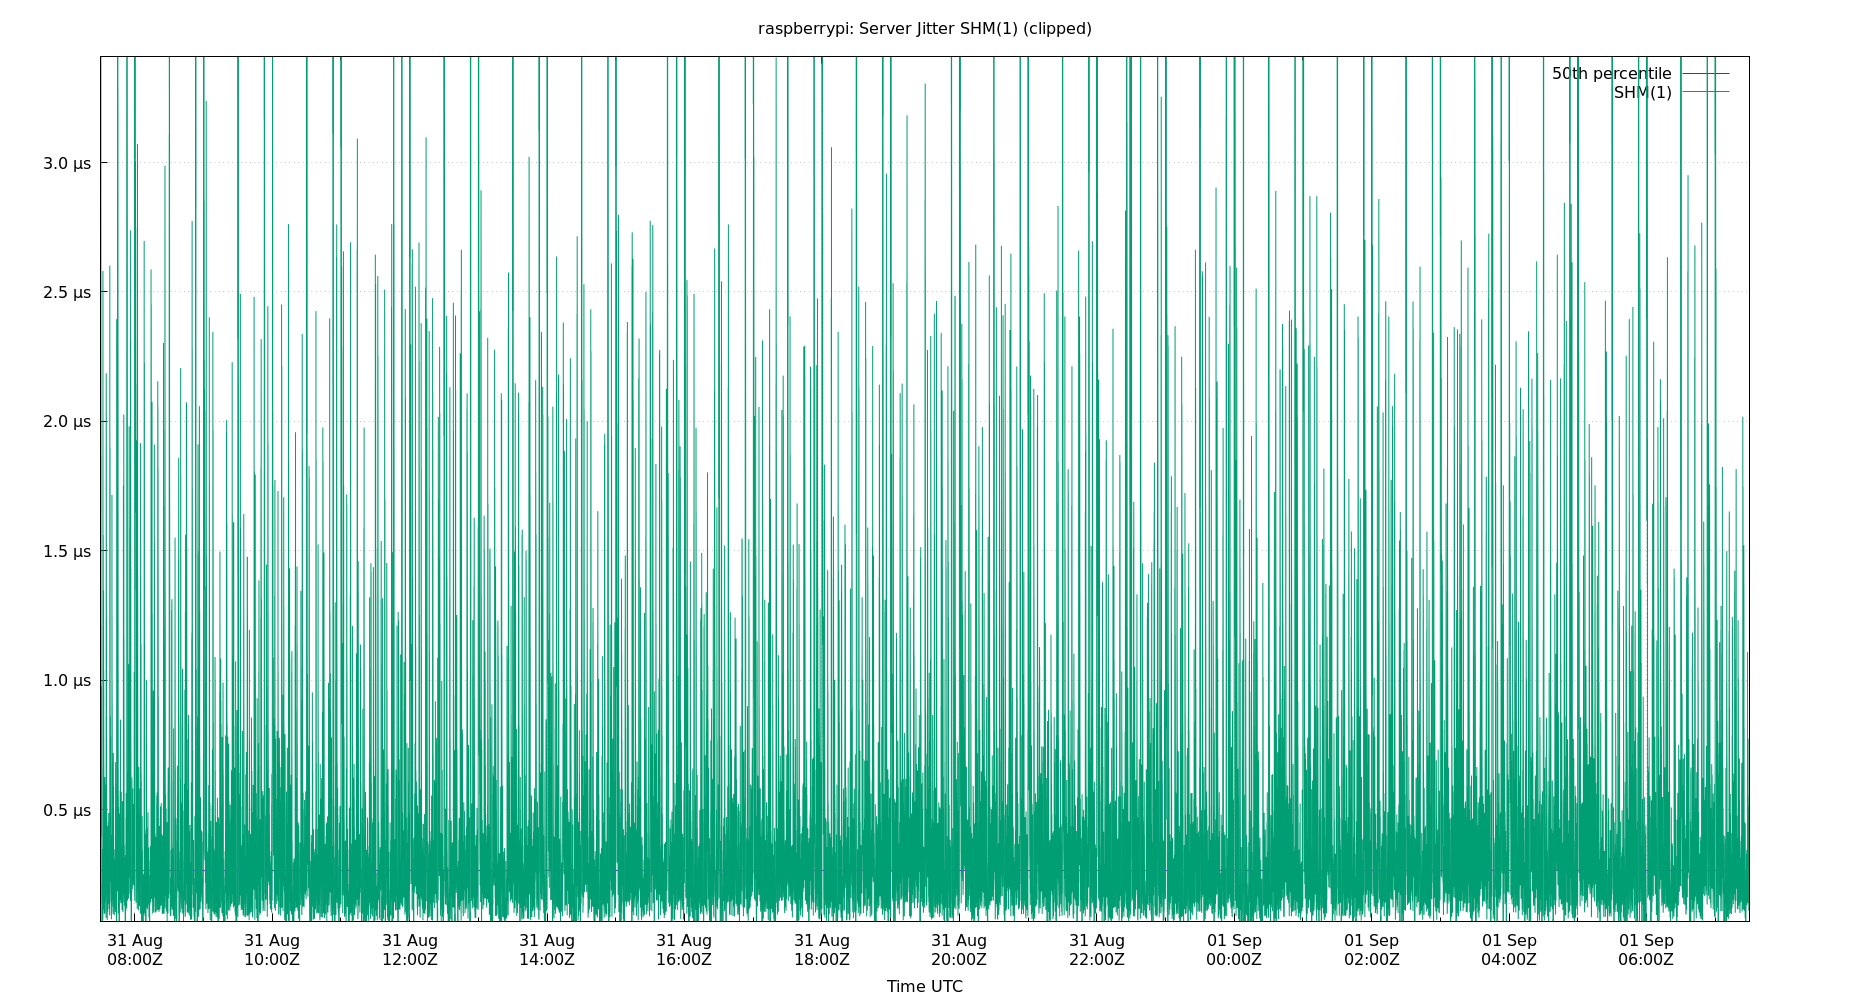 raspberrypi: Server Jitter SHM(1) (clipped)
50th percentile
SHM(1)
3.0 µs
2.5 µs
2.0 µs
1.5 µs
1.0 µs
0.5 µs
31 Aug 31 Aug 31 Aug 31 Aug 31 Aug 31 Aug 31 Aug 31 Aug 01 Sep 01 Sep 01 Sep 01 Sep
08:00Z 10:00Z 12:00Z 14:00Z 16:00Z 18:00Z 20:00Z 22:00Z 00:00Z 02:00Z 04:00Z 06:00Z
Time UTC